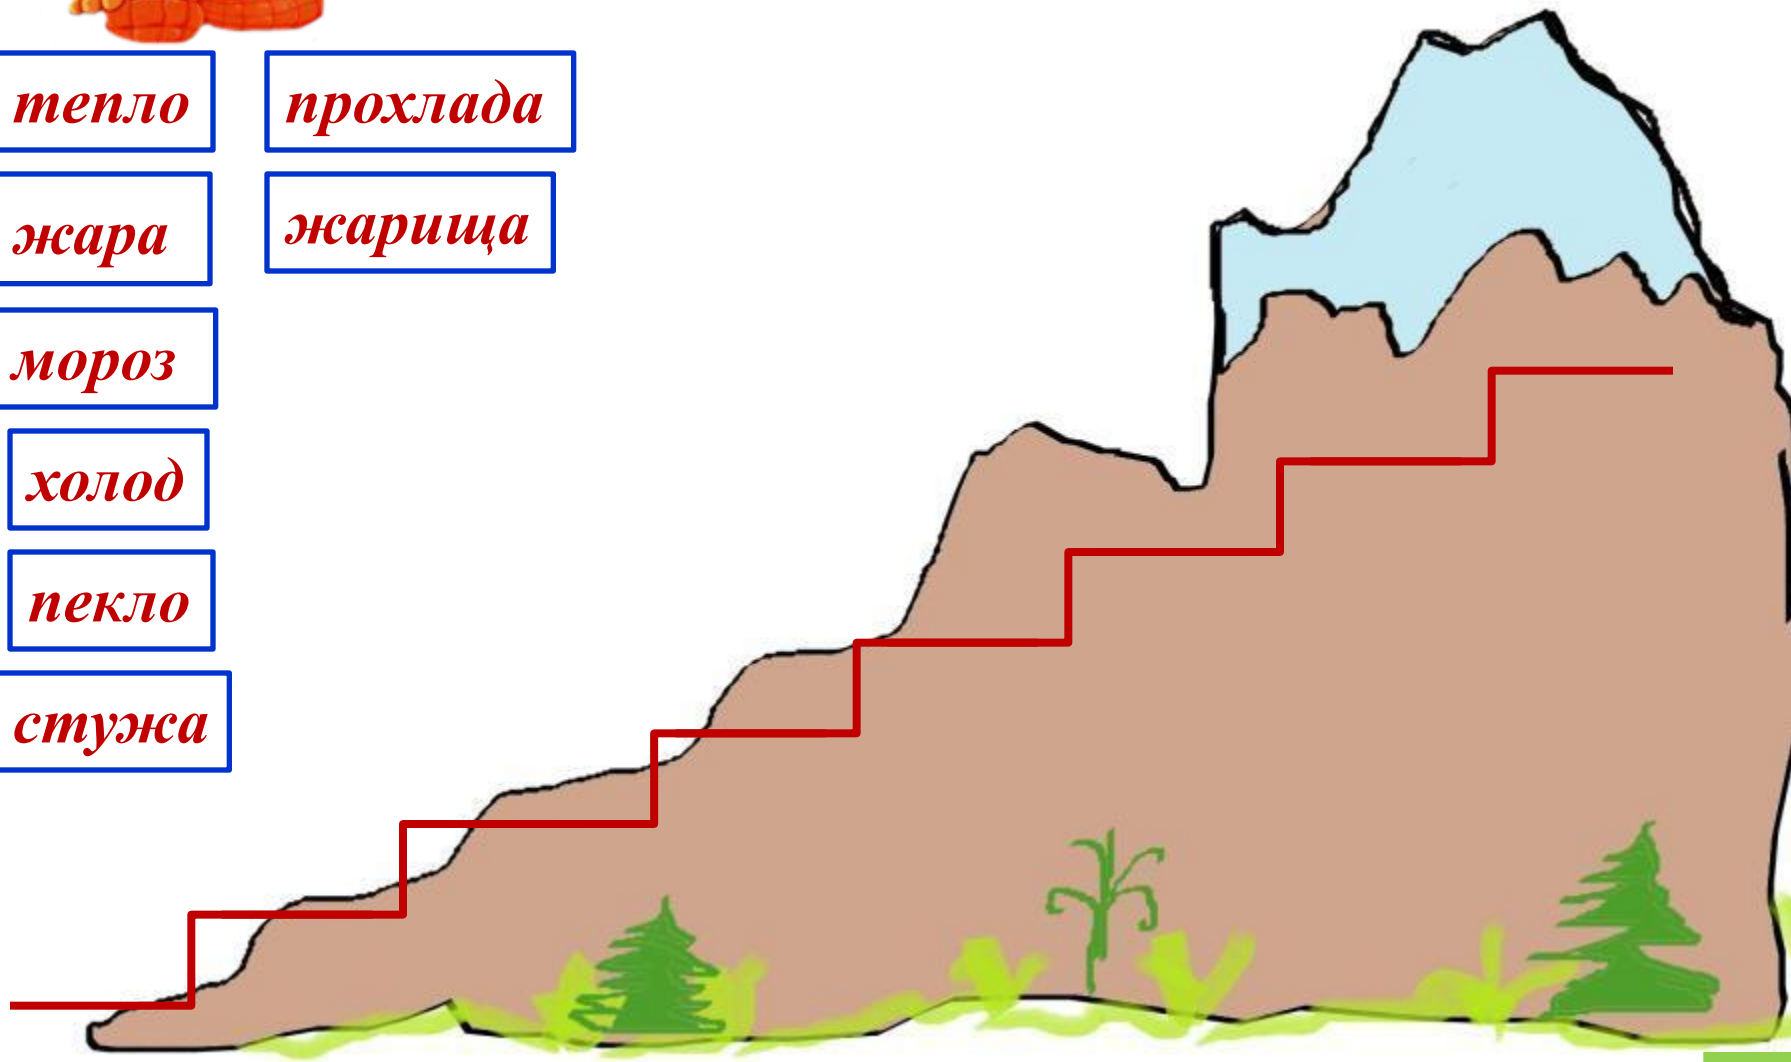 тепло
прохлада
жара
жарища
мороз
холод
пекло
стужа